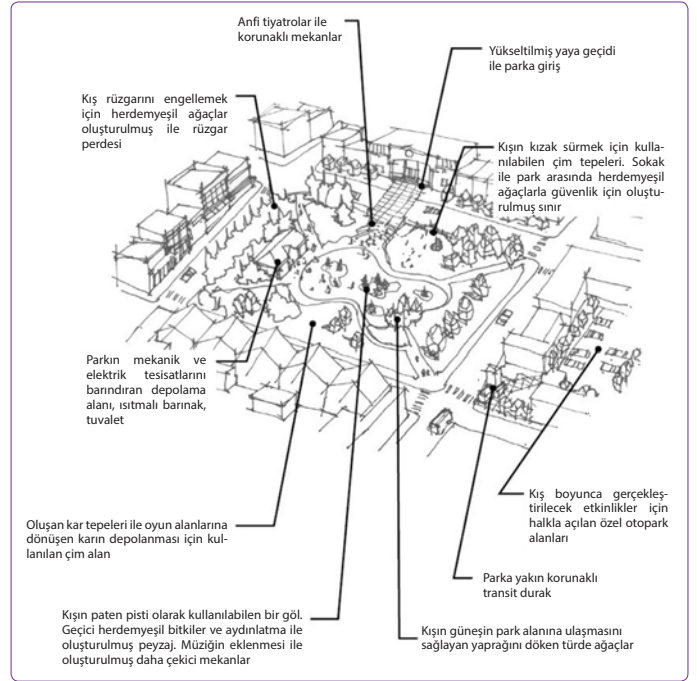 Anfi tiyatrolar ile
korunaklı mekanlar
Yükseltilmiş yaya geçidi
ile parka giriş
Kış rüzgarını engellemek
için herdemyeşil ağaçlar
oluşturulmuş ile rüzgar
perdesi
Kışın kızak sürmek için kulla-
nılabilen çim tepeleri. Sokak
ile park arasında herdemyeşil
ağaçlarla güvenlik için oluştu-
rulmuş sınır
Parkın mekanik ve
elektrik tesisatlarını
barındıran depolama
alanı, ısıtmalı barınak,
tuvalet
Kış boyunca gerçekleş-
tirilecek etkinlikler için
halkla açılan özel otopark
alanları
Oluşan kar tepeleri ile oyun alanlarına
dönüşen karın depolanması için kul-
lanılan çim alan
Parka yakın korunaklı
transit durak
Kışın paten pisti olarak kullanılabilen bir göl.
Geçici herdemyeşil bitkiler ve aydınlatma ile
oluşturulmuş peyzaj. Müziğin eklenmesi ile
oluşturulmuş daha çekici mekanlar
Kışın güneşin park alanına ulaşmasını
sağlayan yaprağını döken türde ağaçlar